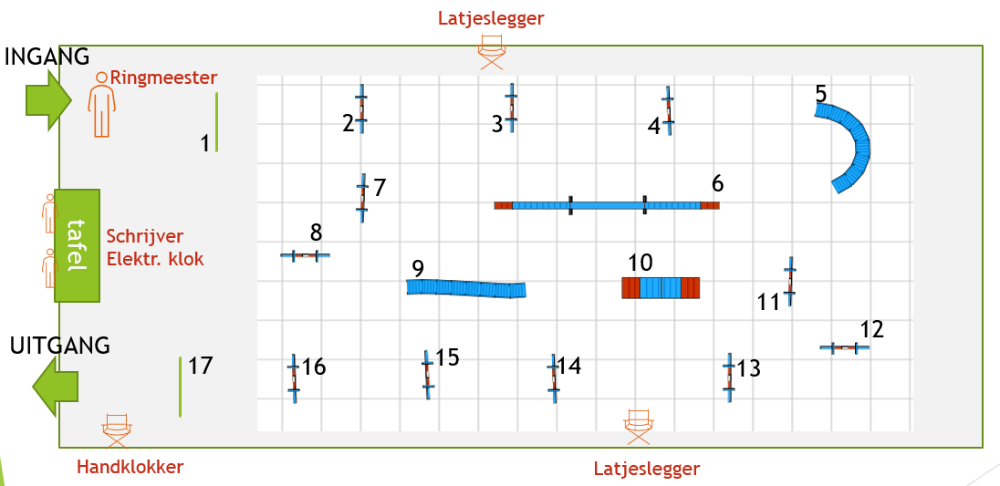 Latjeslegger
INGANG
Ringmeester
1
2
3
4
5
6
7
8
tafel
Schrijver
Elektr. klok
9
10
11
12
UITGANG
17
16
15
14
13
Handklokker
Latjeslegger